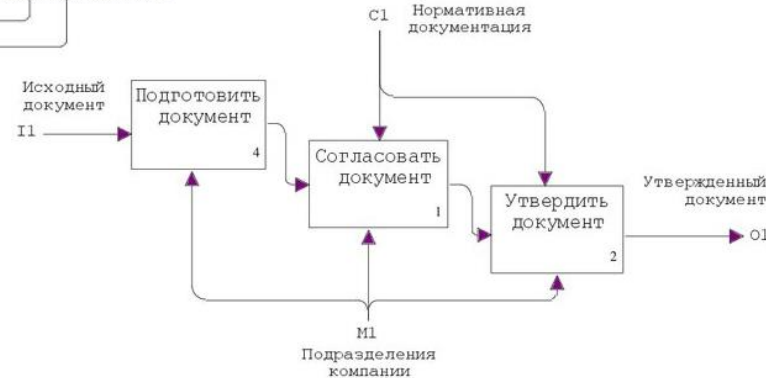 C1
Нормативная
документация
Исходный
документ
I1
Подготовить
документ
4
Согласовать
документ
1
Утвердить
документ
2
Утвержденный
документ
O1
M1
Подразделения
компании